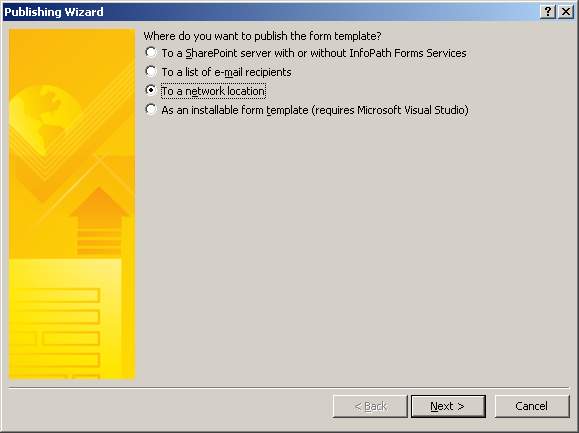 Publishing Wizard
Where do you want to publish the form template?
To a SharePoint server with or without InfoPath Forms Services
To a list of e-mail recipients
To a network location
As an installable form template (requires Microsoft Visual Studio)
< Back
Next >
Cancel